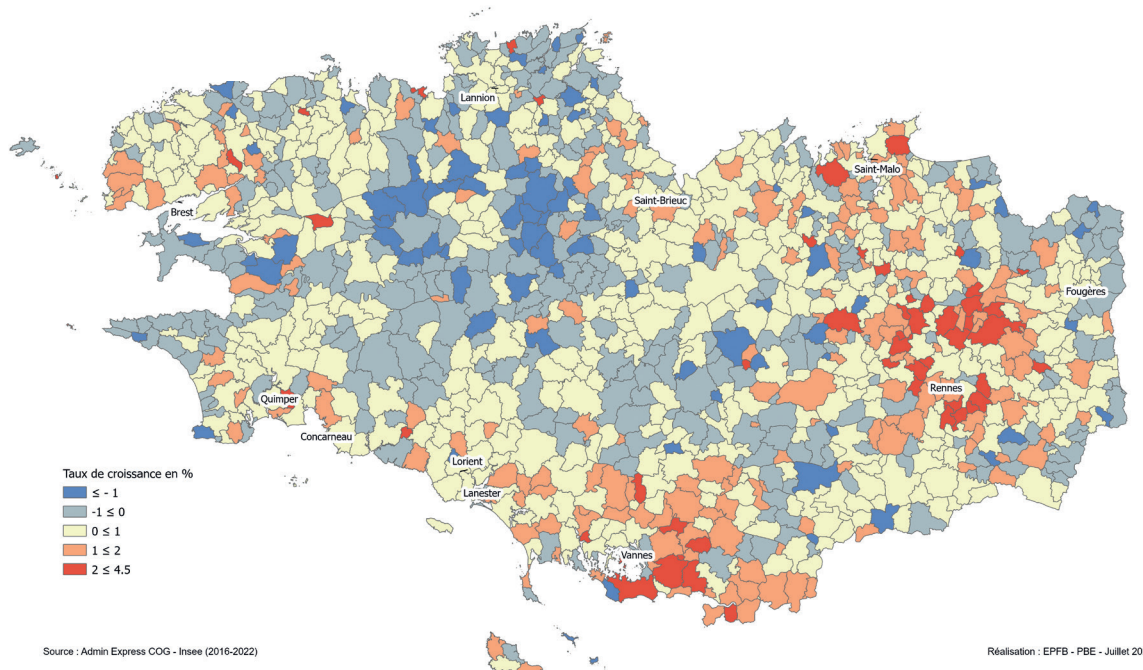 Lannion
Saint-Malo
Saint-Brieuc
Brest
Fougères
Rennes
Quimper
Concarneau
Lorient
Lanester
Vannes
Taux de croissance en %
≤ - 1
-1 ≤ 0
0 ≤ 1
1 ≤ 2
2 ≤ 4.5
Source : Admin Express COG - Insee (2016-2022)
Réalisation : EPFB - PBE - Juillet 20